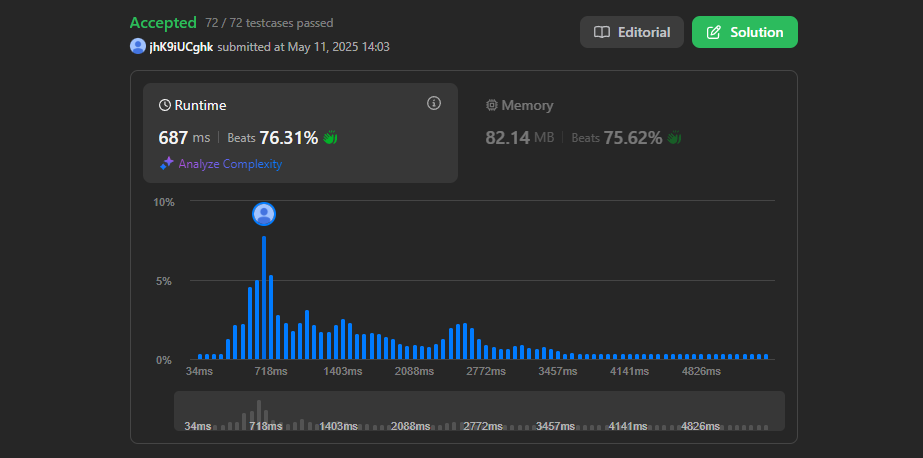 Accepted 72 / 72 testcases passed
jhK9iUCghk submitted at May 11, 2025 14:03
Editorial
Solution
Runtime
687 ms Beats 76.31%
Analyze Complexity
Memory
82.14 MB Beats 75.62%
10%
5%
0%
34ms 718ms 1403ms 2088ms 2772ms 3457ms 4141ms 4826ms
34ms 718ms 1403ms 2088ms 2772ms 3457ms 4141ms 4826ms